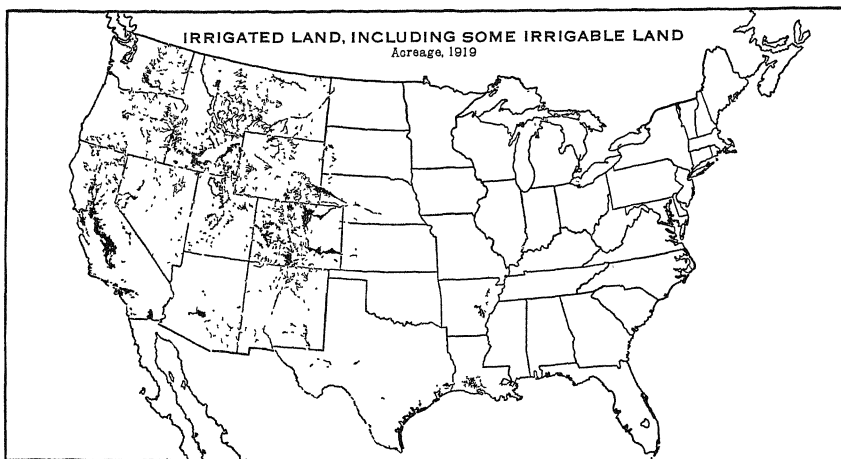 IRRIGATED LAND, INCLUDING SOME IRRIGABLE LAND
Acreage, 1919